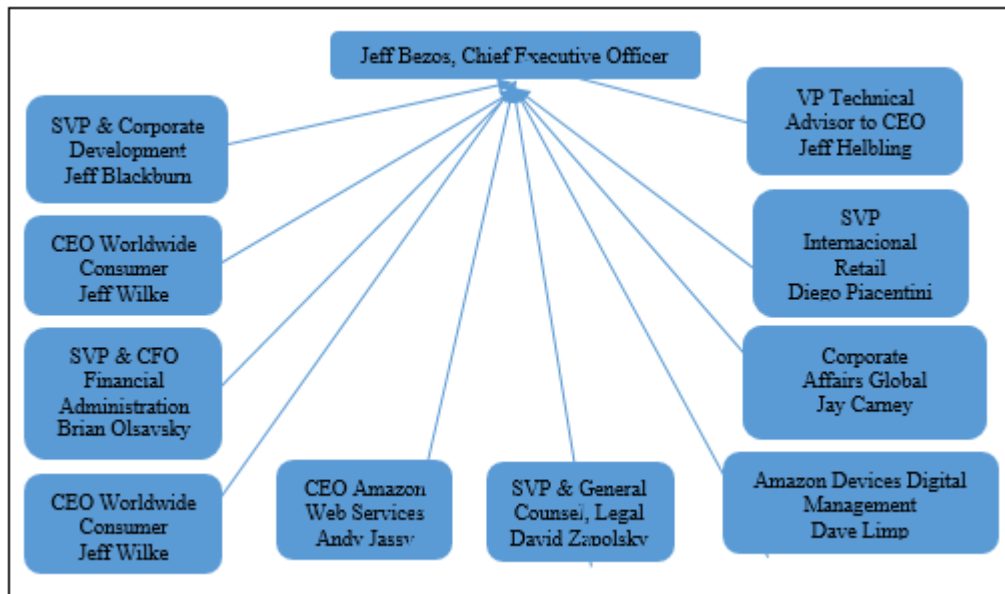 Jeff Bezos, Chief Executive Officer
SVP & Corporate
Development
Jeff Blackburn
VP Technical
Advisor to CEO
Jeff Helbling
CEO Worldwide
Consumer
Jeff Wilke
SVP
Internacional
Retail
Diego Piacentini
SVP & CFO
Financial
Administration
Brian Olsavsky
Corporate
Affairs Global
Jay Carney
CEO Worldwide
Consumer
Jeff Wilke
CEO Amazon
Web Services
Andy Jassy
SVP & General
Counsel, Legal
David Zapolsky
Amazon Devices Digital
Management
Dave Limp